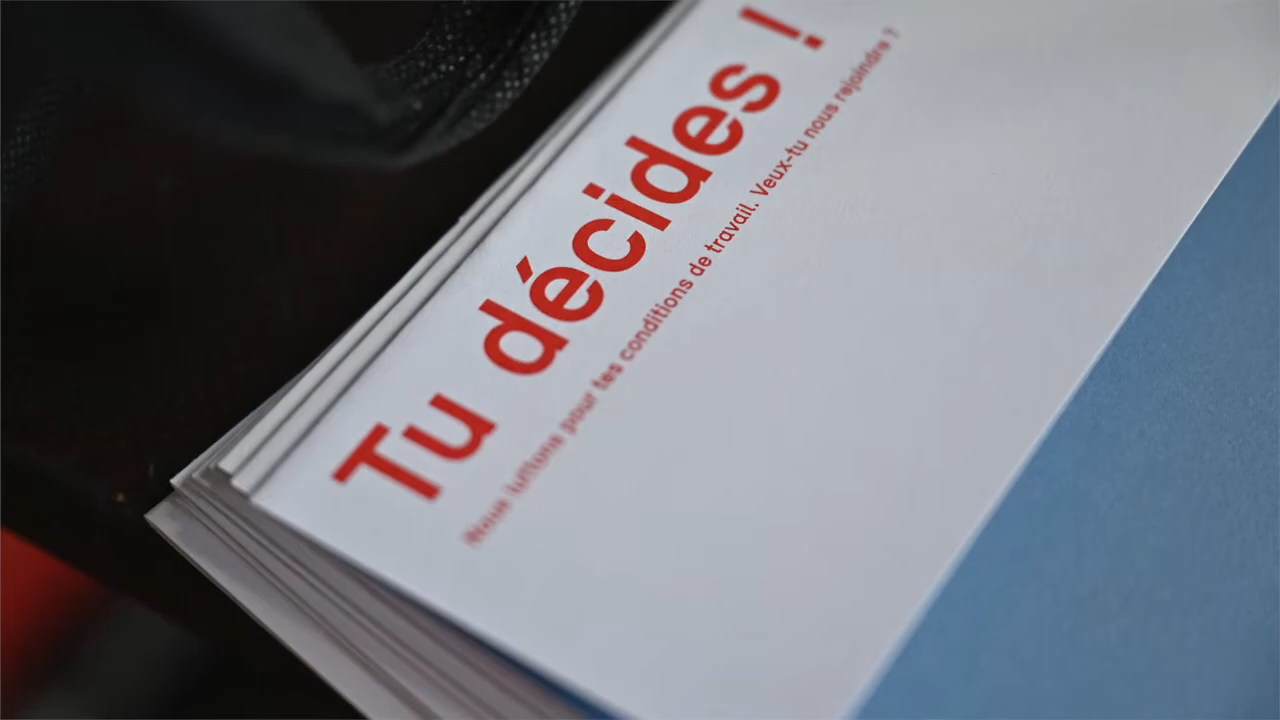 Tu décides !
Nous luttons pour tes conditions de travail. Veux-tu nous rejoindre ?